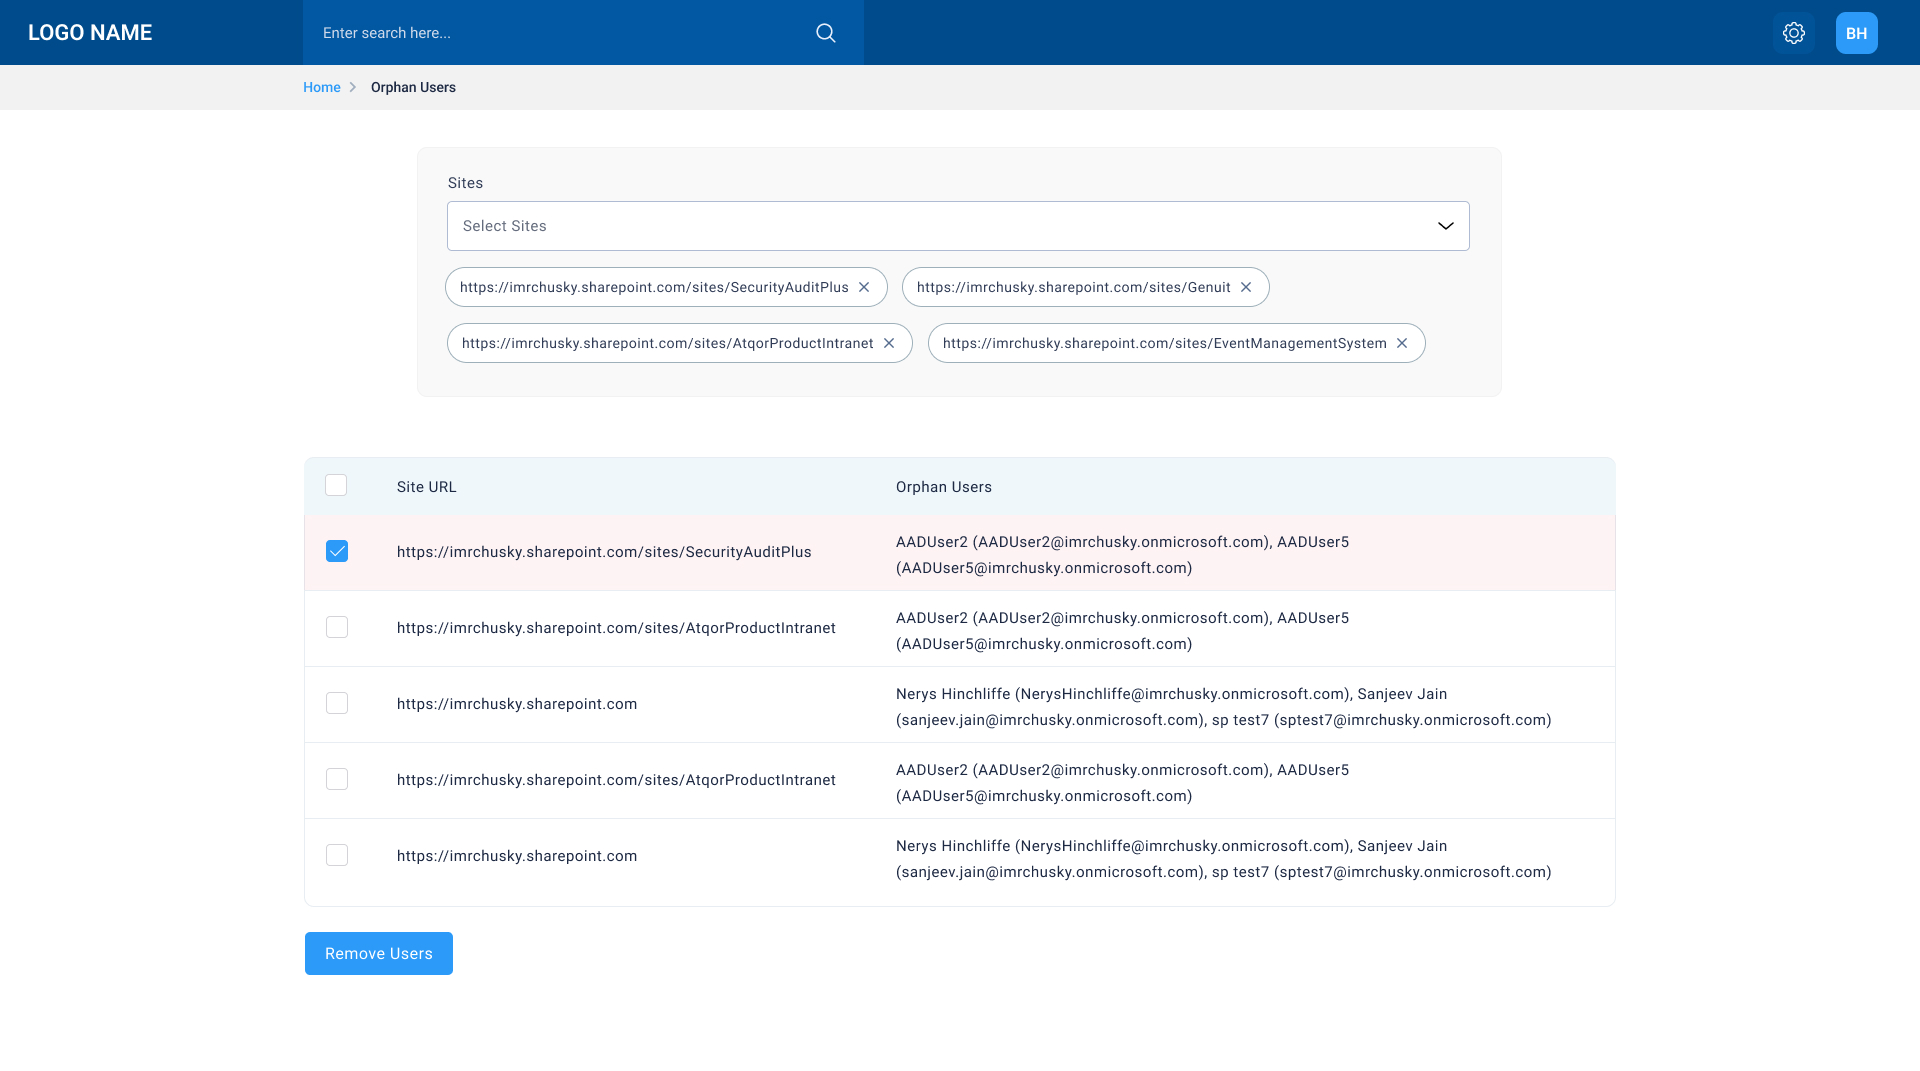 LOGO NAME
Enter search here...
BH
Home
Orphan Users
Sites
Select Sites
https://imrchusky.sharepoint.com/sites/SecurityAuditPlus
https://imrchusky.sharepoint.com/sites/Genuit
https://imrchusky.sharepoint.com/sites/AtqorProductIntranet
https://imrchusky.sharepoint.com/sites/EventManagementSystem
Site URL
Orphan Users
https://imrchusky.sharepoint.com/sites/SecurityAuditPlus
AADUser2 (AADUser2@imrchusky.onmicrosoft.com), AADUser5
(AADUser5@imrchusky.onmicrosoft.com)
https://imrchusky.sharepoint.com/sites/AtqorProductIntranet
AADUser2 (AADUser2@imrchusky.onmicrosoft.com), AADUser5
(AADUser5@imrchusky.onmicrosoft.com)
https://imrchusky.sharepoint.com
Nerys Hinchliffe (NerysHinchliffe@imrchusky.onmicrosoft.com), Sanjeev Jain
(sanjeev.jain@imrchusky.onmicrosoft.com), sp test7 (sptest7@imrchusky.onmicrosoft.com)
https://imrchusky.sharepoint.com/sites/AtqorProductIntranet
AADUser2 (AADUser2@imrchusky.onmicrosoft.com), AADUser5
(AADUser5@imrchusky.onmicrosoft.com)
https://imrchusky.sharepoint.com
Nerys Hinchliffe (NerysHinchliffe@imrchusky.onmicrosoft.com), Sanjeev Jain
(sanjeev.jain@imrchusky.onmicrosoft.com), sp test7 (sptest7@imrchusky.onmicrosoft.com)
Remove Users